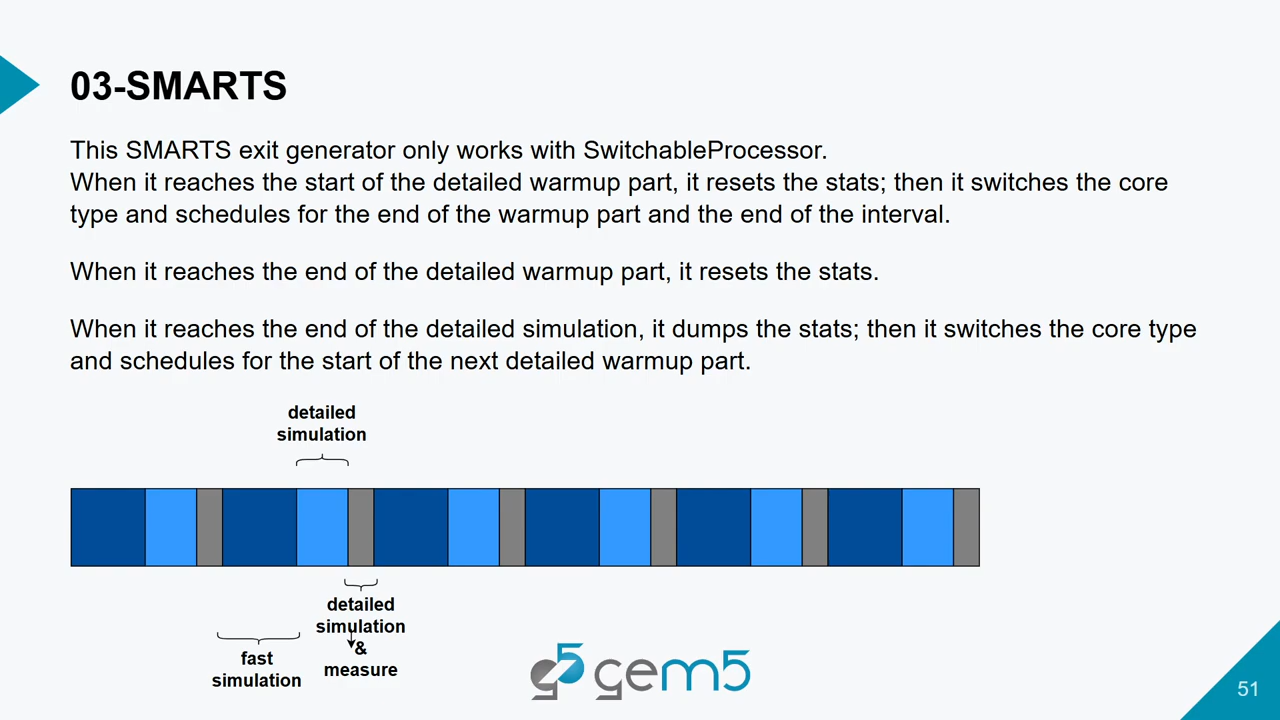 03-SMARTS
This SMARTS exit generator only works with SwitchableProcessor.
When it reaches the start of the detailed warmup part, it resets the stats; then it switches the core
type and schedules for the end of the warmup part and the end of the interval.
When it reaches the end of the detailed warmup part, it resets the stats.
When it reaches the end of the detailed simulation, it dumps the stats; then it switches the core type
and schedules for the start of the next detailed warmup part.
detailed
simulation
detailed
simulation
&
measure
fast
simulation
g5 gem5
51